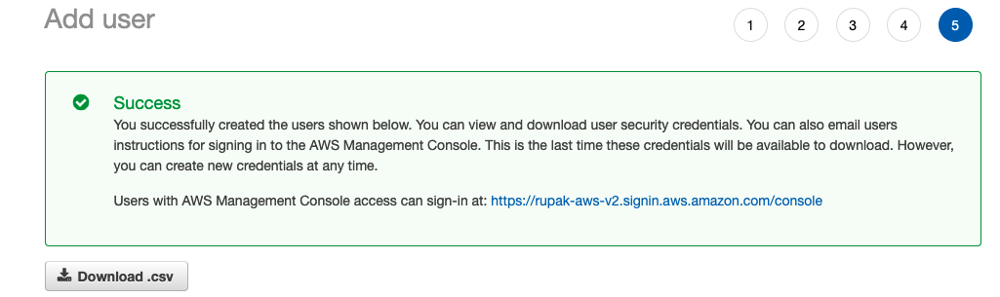 Add user
1 2 3 4 5
Success
You successfully created the users shown below. You can view and download user security credentials. You can also email users
instructions for signing in to the AWS Management Console. This is the last time these credentials will be available to download. However,
you can create new credentials at any time.
Users with AWS Management Console access can sign-in at: https://rupak-aws-v2.signin.aws.amazon.com/console
Download .csv